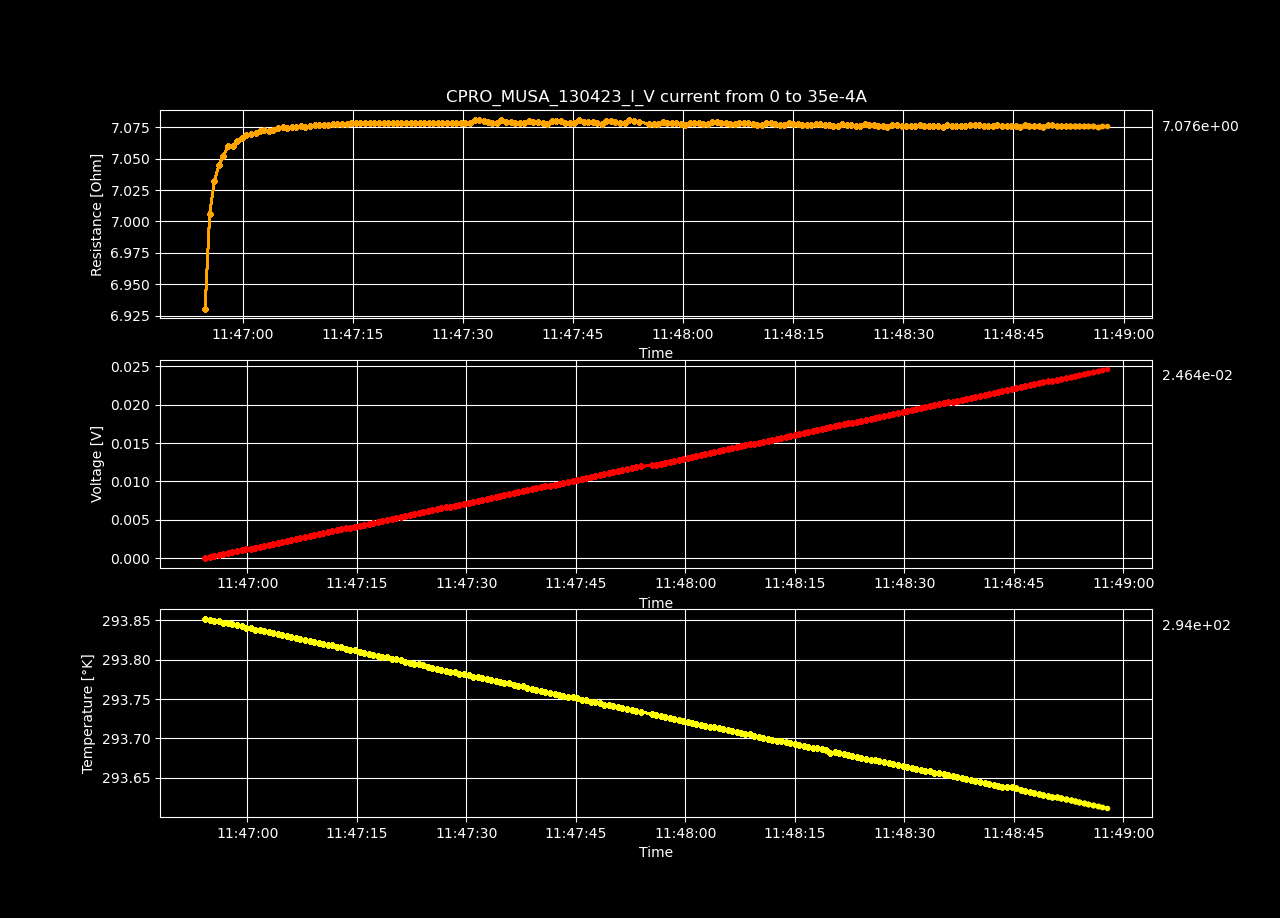 CPRO_MUSA_130423_I_V current from 0 to 35e-4A
7.075
7.050
7.025
7.000
6.975
6.950
6.925
Resistance [Ohm]
7.076e+00
11:47:00 11:47:15 11:47:30 11:47:45 11:48:00 11:48:15 11:48:30 11:48:45 11:49:00
Time
0.025
0.020
0.015
0.010
0.005
0.000
Voltage [V]
2.464e-02
11:47:00 11:47:15 11:47:30 11:47:45 11:48:00 11:48:15 11:48:30 11:48:45 11:49:00
Time
293.85
293.80
293.75
293.70
293.65
Temperature [°K]
2.94e+02
11:47:00 11:47:15 11:47:30 11:47:45 11:48:00 11:48:15 11:48:30 11:48:45 11:49:00
Time